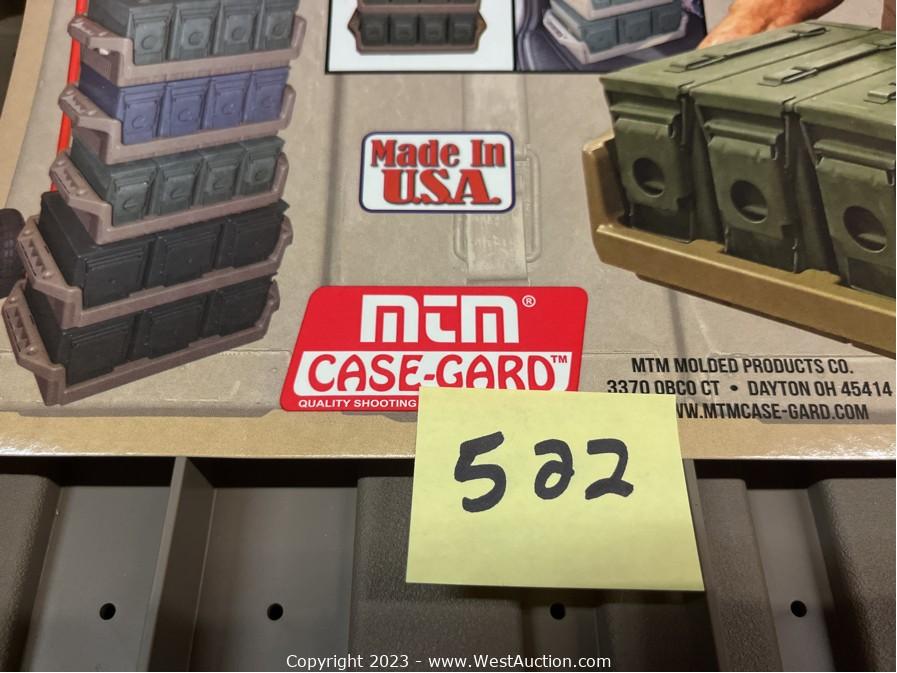 Made In
U.S.A.
MTM®
CASE-GARD™
QUALITY SHOOTING
MTM MOLDED PRODUCTS CO.
3370 OBCO CT • DAYTON OH 45414
WWW.MTMCASE-GARD.COM
522
Copyright 2023 - www.WestAuction.com